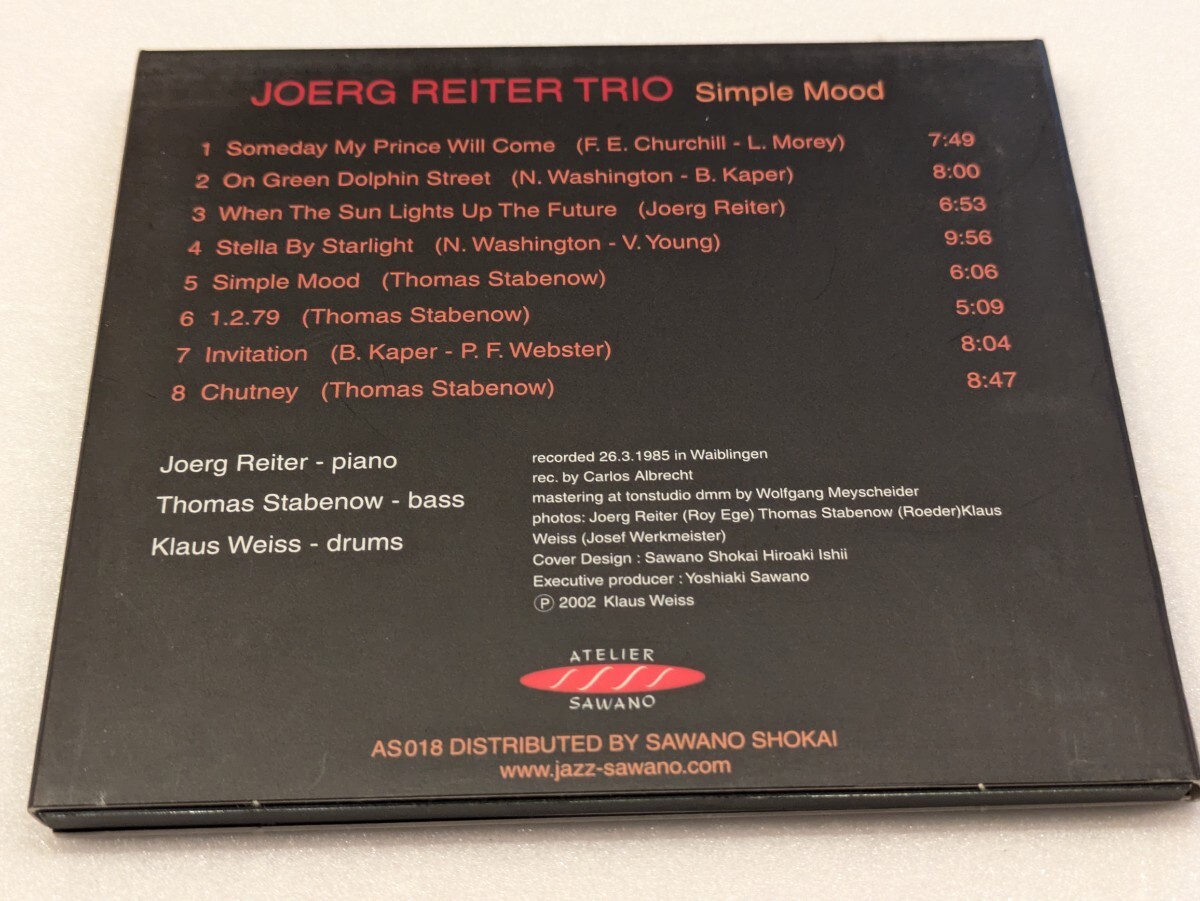 JOERG REITER TRIO Simple Mood
1 Someday My Prince Will Come (F. E. Churchill - L. Morey) 7:49
2 On Green Dolphin Street (N. Washington - B. Kaper) 8:00
3 When The Sun Lights Up The Future (Joerg Reiter) 6:53
4 Stella By Starlight (N. Washington - V. Young) 9:56
5 Simple Mood (Thomas Stabenow) 6:06
6 1.2.79 (Thomas Stabenow) 5:09
7 Invitation (B. Kaper - P. F. Webster) 8:04
8 Chutney (Thomas Stabenow) 8:47
Joerg Reiter - piano
Thomas Stabenow - bass
Klaus Weiss - drums
recorded 26.3.1985 in Waiblingen
rec. by Carlos Albrecht
mastering at tonstudio dmm by Wolfgang Meyscheider
photos: Joerg Reiter (Roy Ege) Thomas Stabenow (Roeder)Klaus
Weiss (Josef Werkmeister)
Cover Design : Sawano Shokai Hiroaki Ishii
Executive producer : Yoshiaki Sawano
℗ 2002 Klaus Weiss
ATELIER
SAWANO
AS018 DISTRIBUTED BY SAWANO SHOKAI
www.jazz-sawano.com